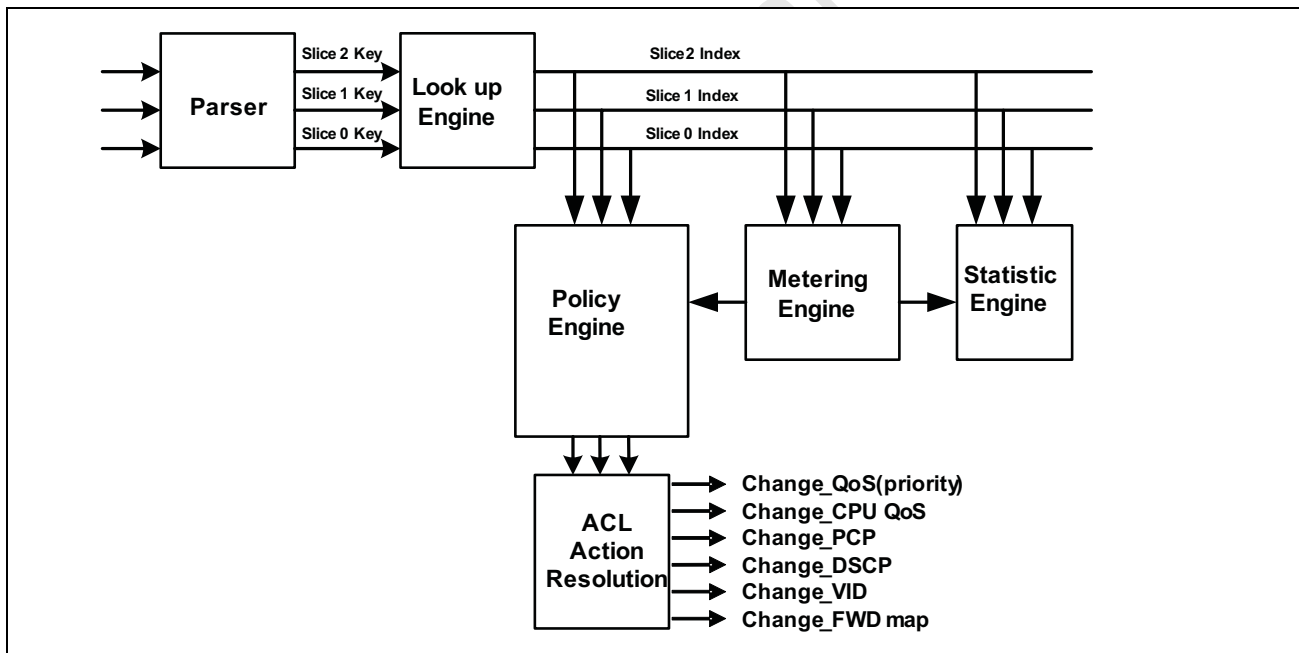 Slice 2 Key
Slice 2 Index
Parser
Look up
Engine
Slice 1 Key
Slice 1 Index
Slice 0 Key
Slice 0 Index
Policy
Engine
Metering
Engine
Statistic
Engine
ACL
Action
Resolution
Change_QoS(priority)
Change_CPU QoS
Change_PCP
Change_DSCP
Change_VID
Change_FWD map